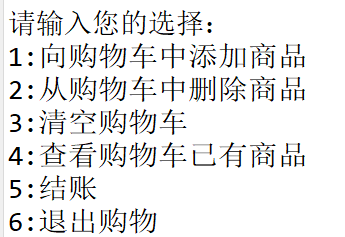 请输入您的选择：
1:向购物车中添加商品
2:从购物车中删除商品
3:清空购物车
4:查看购物车已有商品
5:结账
6:退出购物